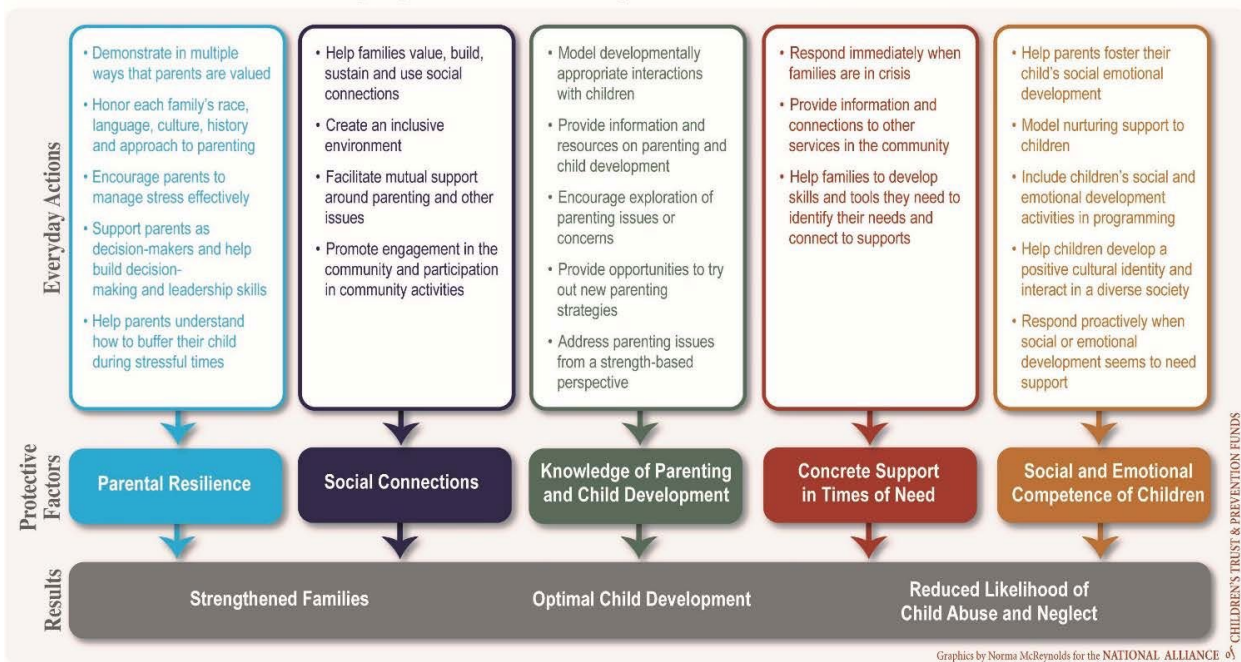 Everyday Actions
• Demonstrate in multiple
ways that parents are valued
• Honor each family's race,
language, culture, history
and approach to parenting
• Encourage parents to
manage stress effectively
• Support parents as
decision-makers and help
build decision-
making and leadership skills
• Help parents understand
how to buffer their child
during stressful times
• Help families value, build,
sustain and use social
connections
• Create an inclusive
environment
• Facilitate mutual support
around parenting and other
issues
• Promote engagement in the
community and participation
in community activities
• Model developmentally
appropriate interactions
with children
• Provide information and
resources on parenting and
child development
• Encourage exploration of
parenting issues or
concerns
• Provide opportunities to try
out new parenting
strategies
• Address parenting issues
from a strength-based
perspective
• Respond immediately when
families are in crisis
• Provide information and
connections to other
services in the community
• Help families to develop
skills and tools they need to
identify their needs and
connect to supports
• Help parents foster their
child's social emotional
development
• Model nurturing support to
children
• Include children's social and
emotional development
activities in programming
• Help children develop a
positive cultural identity and
interact in a diverse society
• Respond proactively when
social or emotional
development seems to need
support
Protective
Factors
Parental Resilience
Social Connections
Knowledge of Parenting
and Child Development
Concrete Support
in Times of Need
Social and Emotional
Competence of Children
Results
Strengthened Families
Optimal Child Development
Reduced Likelihood of
Child Abuse and Neglect
Graphics by Norma McReynolds for the NATIONAL ALLIANCE of
CHILDREN'S TRUST & PREVENTION FUNDS